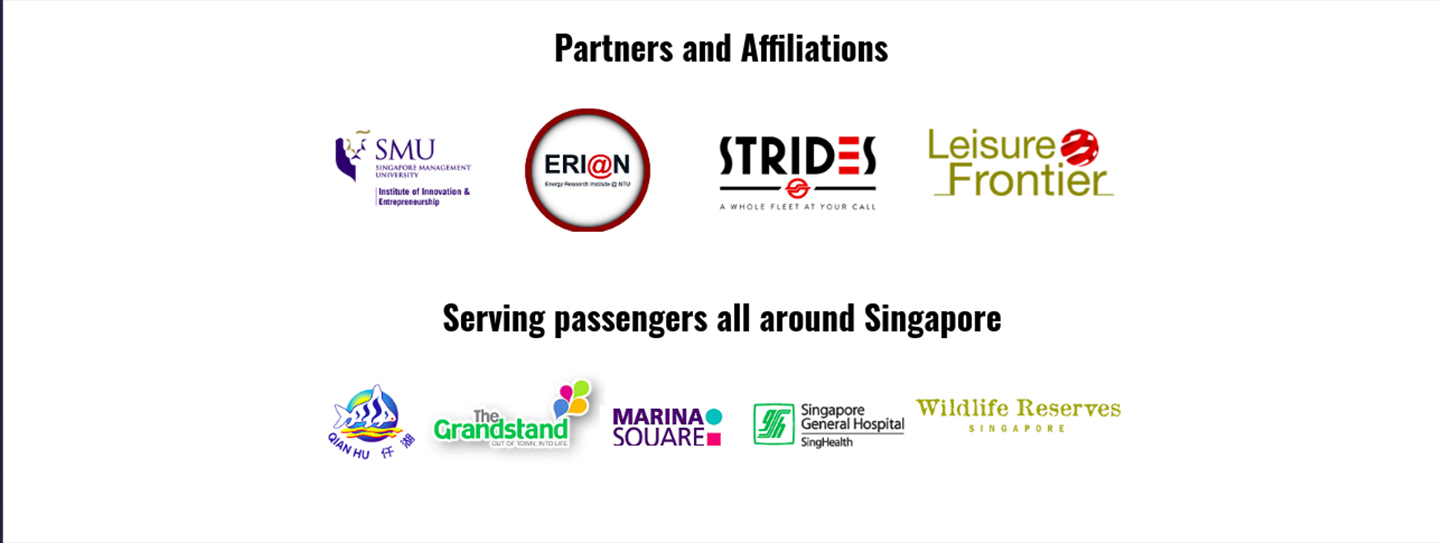 Partners and Affiliations
SMU
SINGAPORE MANAGEMENT
UNIVERSITY
Institute of Innovation &
Entrepreneurship
ERI@N
Energy Research Institute @ NTU
STRIDES
A WHOLE FLEET AT YOUR CALL
Leisure
Frontier
Serving passengers all around Singapore
QIAN HU 仟湖
The
Grandstand
OUT OF TOWN, INTO LIFE
MARINA
SQUARE
Singapore
General Hospital
SingHealth
Wildlife Reserves
SINGAPORE